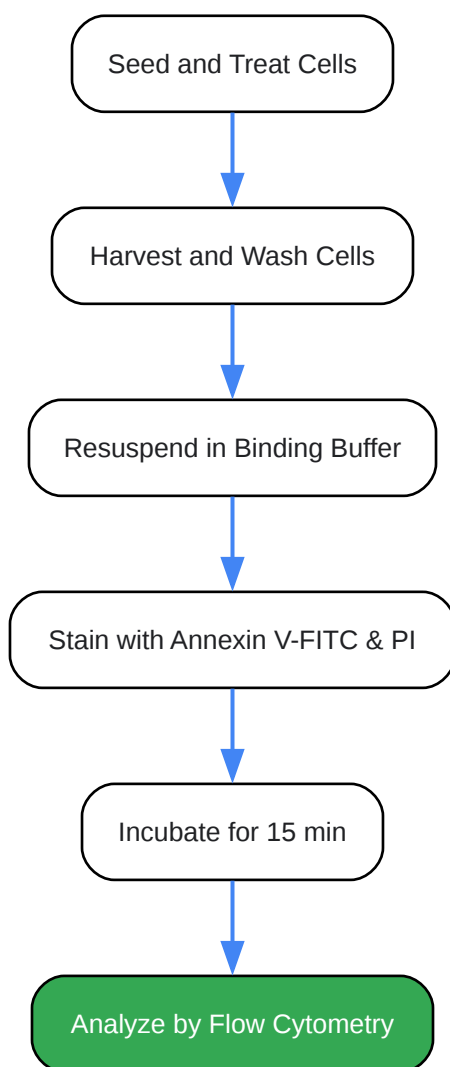 Seed and Treat Cells
Harvest and Wash Cells
Resuspend in Binding Buffer
Stain with Annexin V-FITC & PI
Incubate for 15 min
Analyze by Flow Cytometry